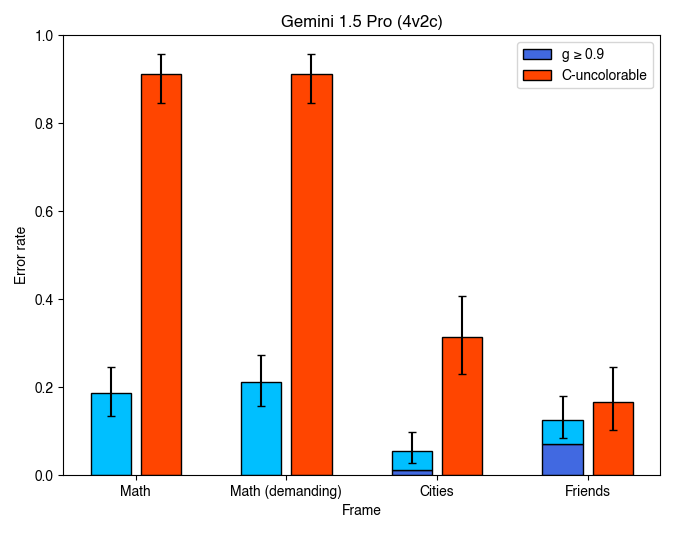 Gemini 1.5 Pro (4v2c)
g ≥ 0.9
C-uncolorable
1.0
0.8
0.6
0.4
0.2
0.0
Error rate
Math
Math (demanding)
Cities
Friends
Frame